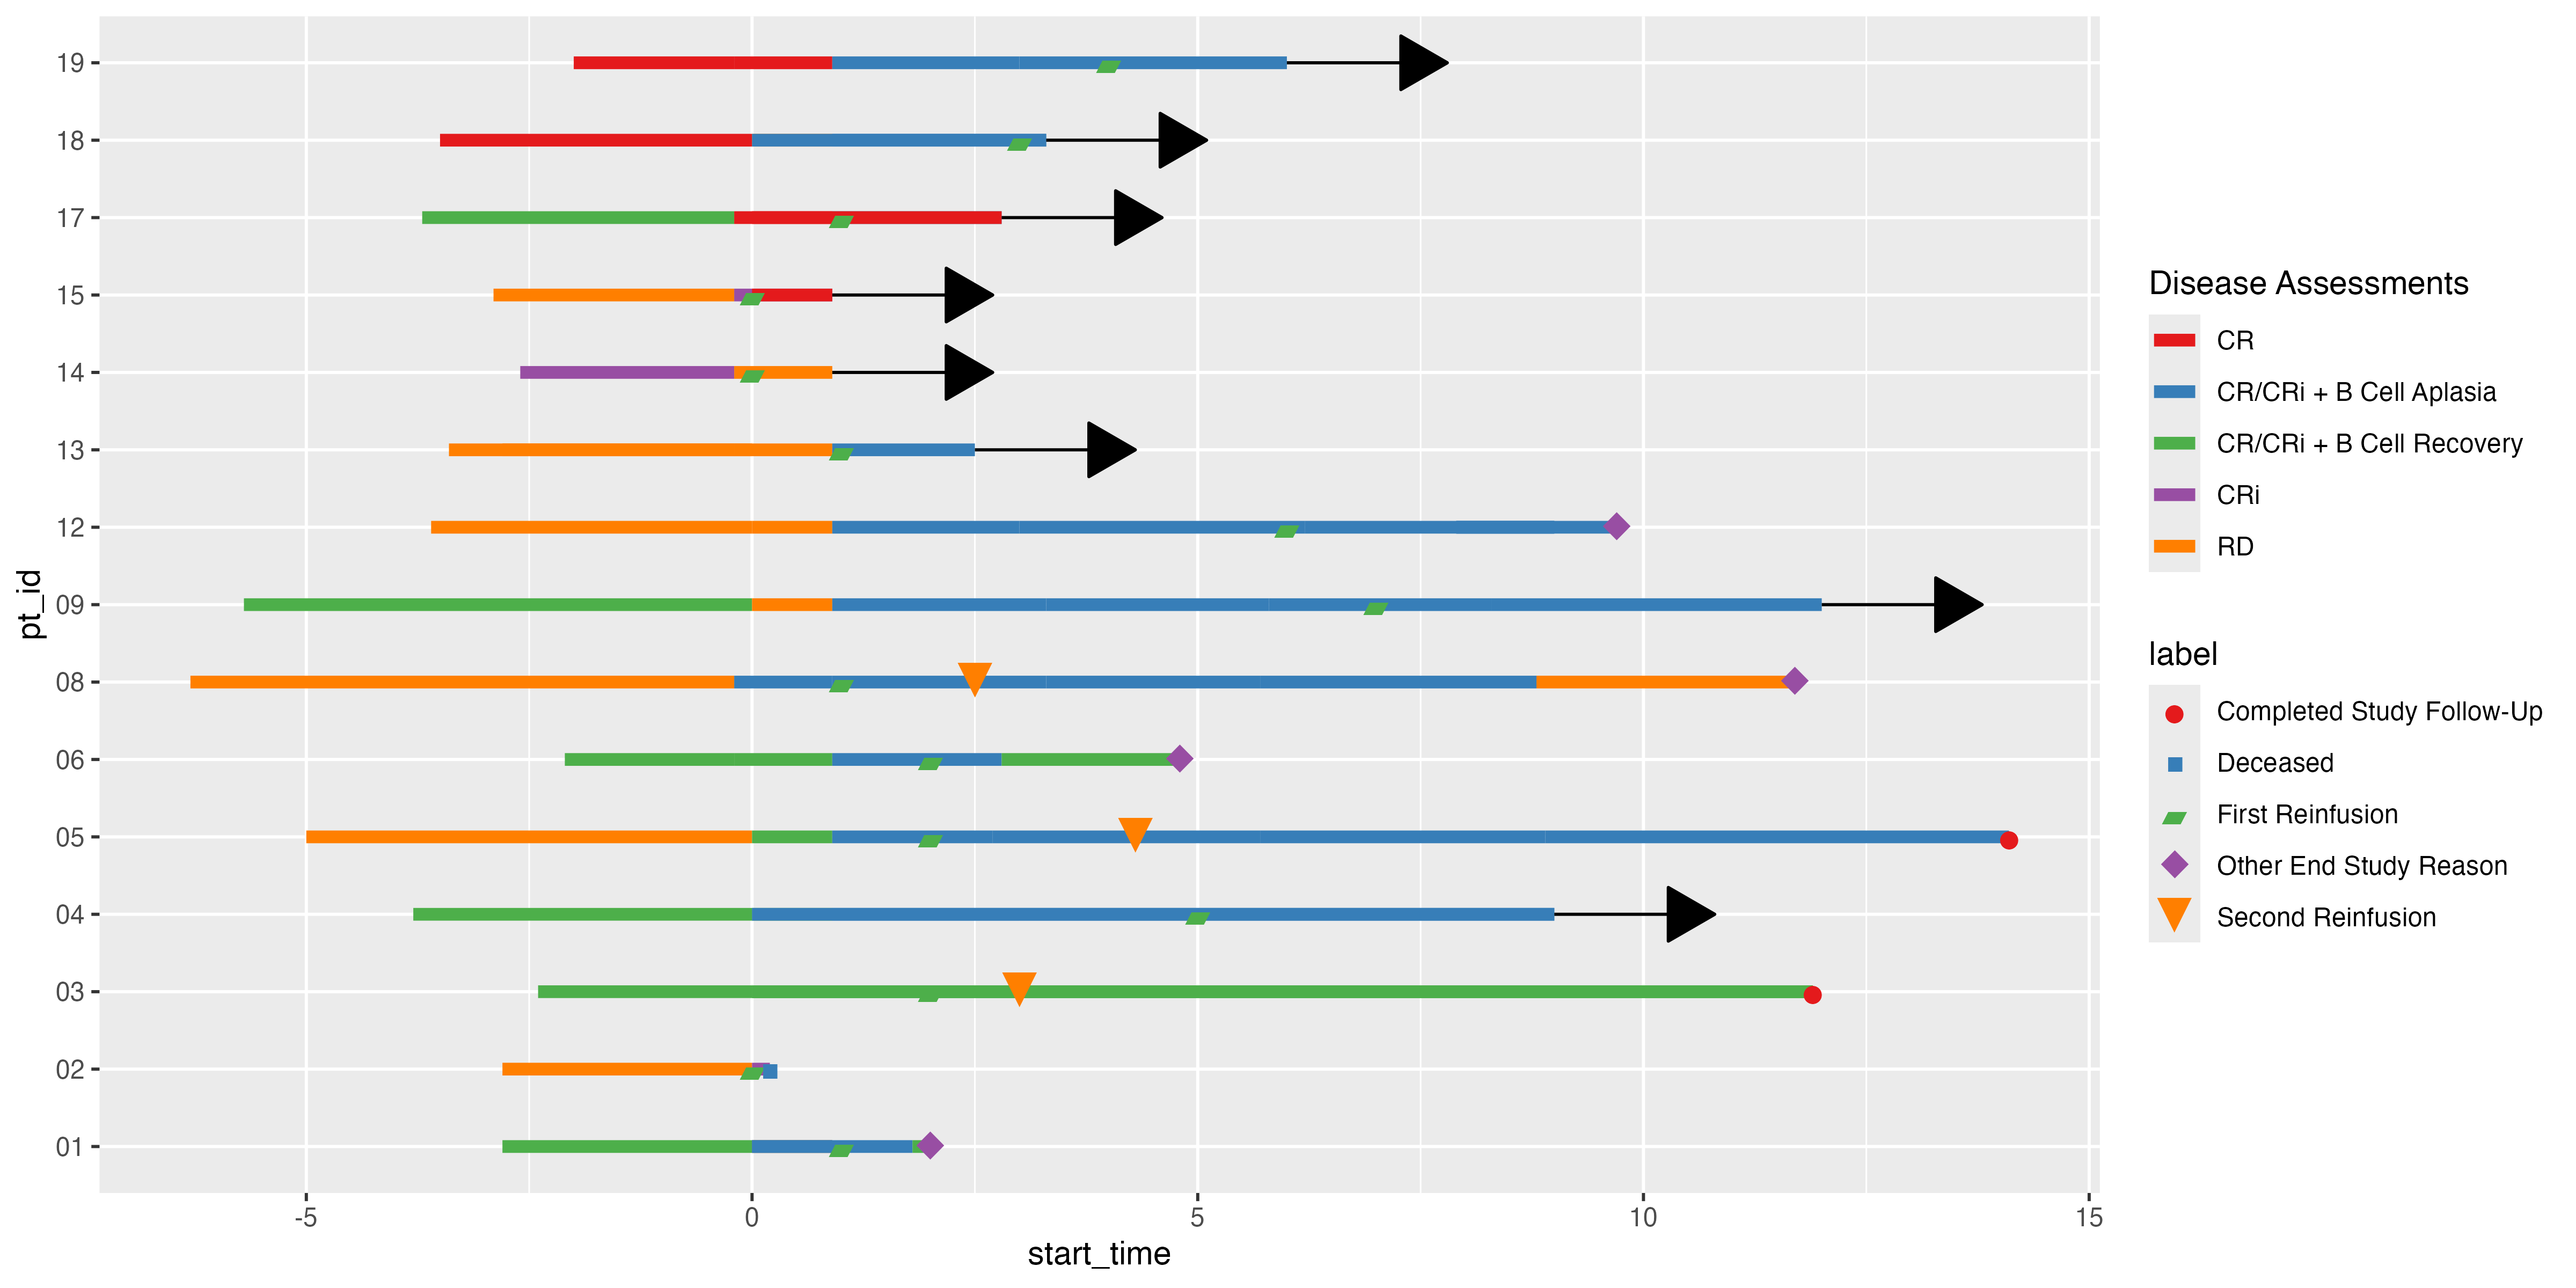 19
18
17
15
14
13
12
09
08
06
05
04
03
02
01
pt_id
-5
0
5
10
15
start_time
Disease Assessments
CR
CR/CRi + B Cell Aplasia
CR/CRi + B Cell Recovery
CRi
RD
label
Completed Study Follow-Up
Deceased
First Reinfusion
Other End Study Reason
Second Reinfusion